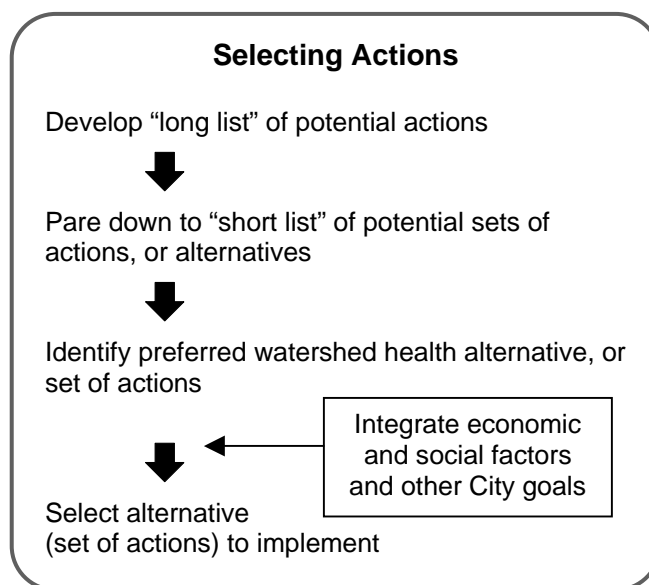 Selecting Actions
Develop “long list” of potential actions
Pare down to “short list” of potential sets of
actions, or alternatives
Identify preferred watershed health alternative, or
set of actions
Integrate economic
and social factors
and other City goals
Select alternative
(set of actions) to implement